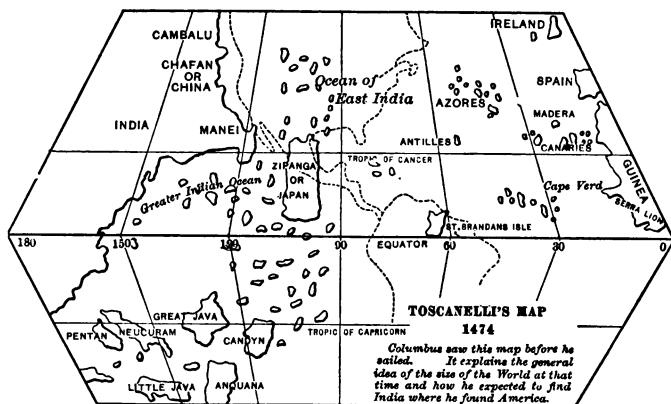 IRELAND
CAMBALU
CHAFAN
OR
CHINA
Ocean of
East India
SPAIN
AZORES
MADERA
INDIA
MANEI
ANTILLES
CANARIES
ZIPANGA
OR
JAPAN
TROPIC OF CANCER
GUINEA
Greater Indian Ocean
Cape Verd
SERRA LION
ST. BRANDANS ISLE
EQUATOR
180
150
90
60
30
0
GREAT JAVA
PENTAN
NEUCURAM
CANDYN
TROPIC OF CAPRICORN
LITTLE JAVA
ANQUANA
TOSCANELLI'S MAP
1474
Columbus saw this map before he
sailed. It explains the general
idea of the size of the World at that
time and how he expected to find
India where he found America.